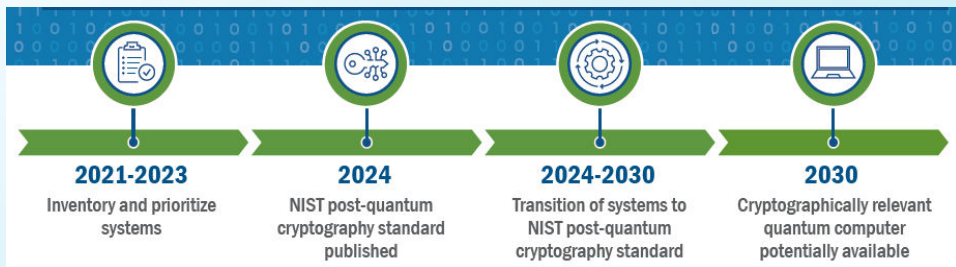 2021-2023
Inventory and prioritize
systems
2024
NIST post-quantum
cryptography standard
published
2024-2030
Transition of systems to
NIST post-quantum
cryptography standard
2030
Cryptographically relevant
quantum computer
potentially available